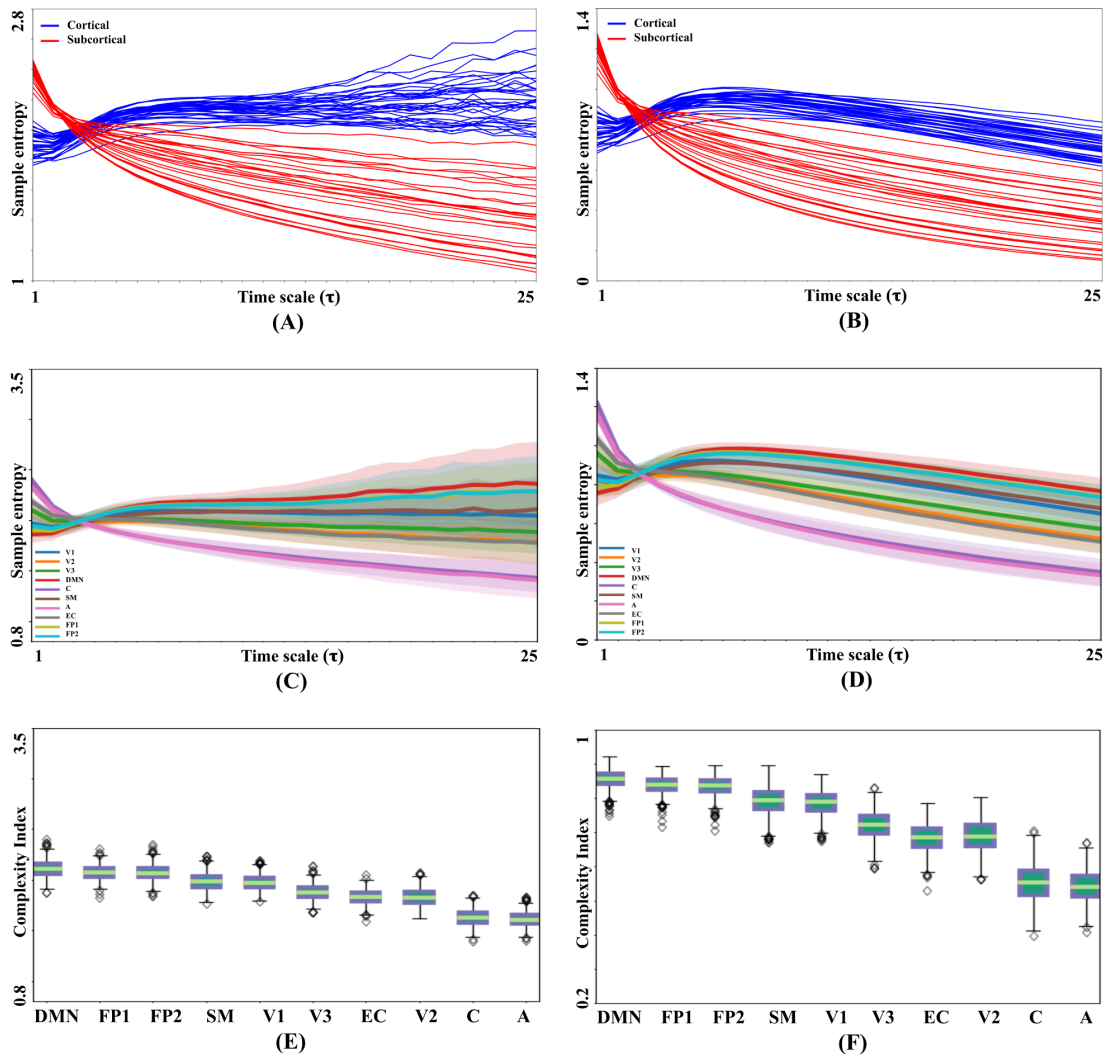 2.8
Cortical
Subcortical
Sample entropy
1
1
Time scale (τ)
25
(A)
1.4
Cortical
Subcortical
Sample entropy
0
1
Time scale (τ)
25
(B)
3.5
Sample entropy
V1
V2
V3
DMN
C
SM
A
EC
FP1
FP2
0.8
1
Time scale (τ)
25
(C)
1.4
Sample entropy
V1
V2
V3
DMN
C
SM
A
EC
FP1
FP2
0
1
Time scale (τ)
25
(D)
3.5
Complexity Index
0.8
DMN FP1 FP2 SM V1 V3 EC V2 C A
(E)
1
Complexity Index
0.2
DMN FP1 FP2 SM V1 V3 EC V2 C A
(F)